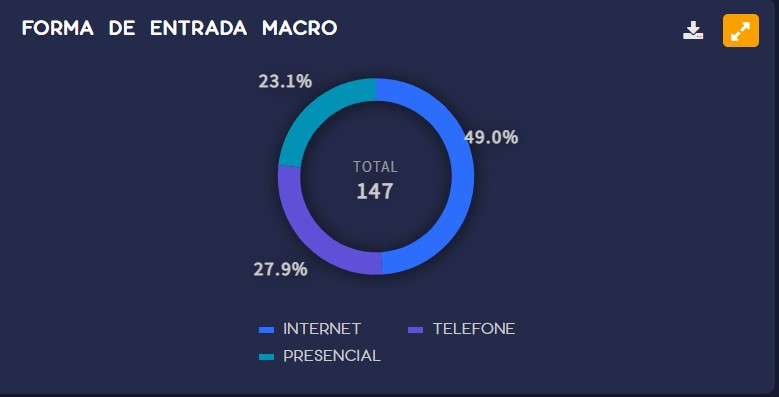 FORMA DE ENTRADA MACRO
23.1%
49.0%
TOTAL
147
27.9%
INTERNET TELEFONE
PRESENCIAL